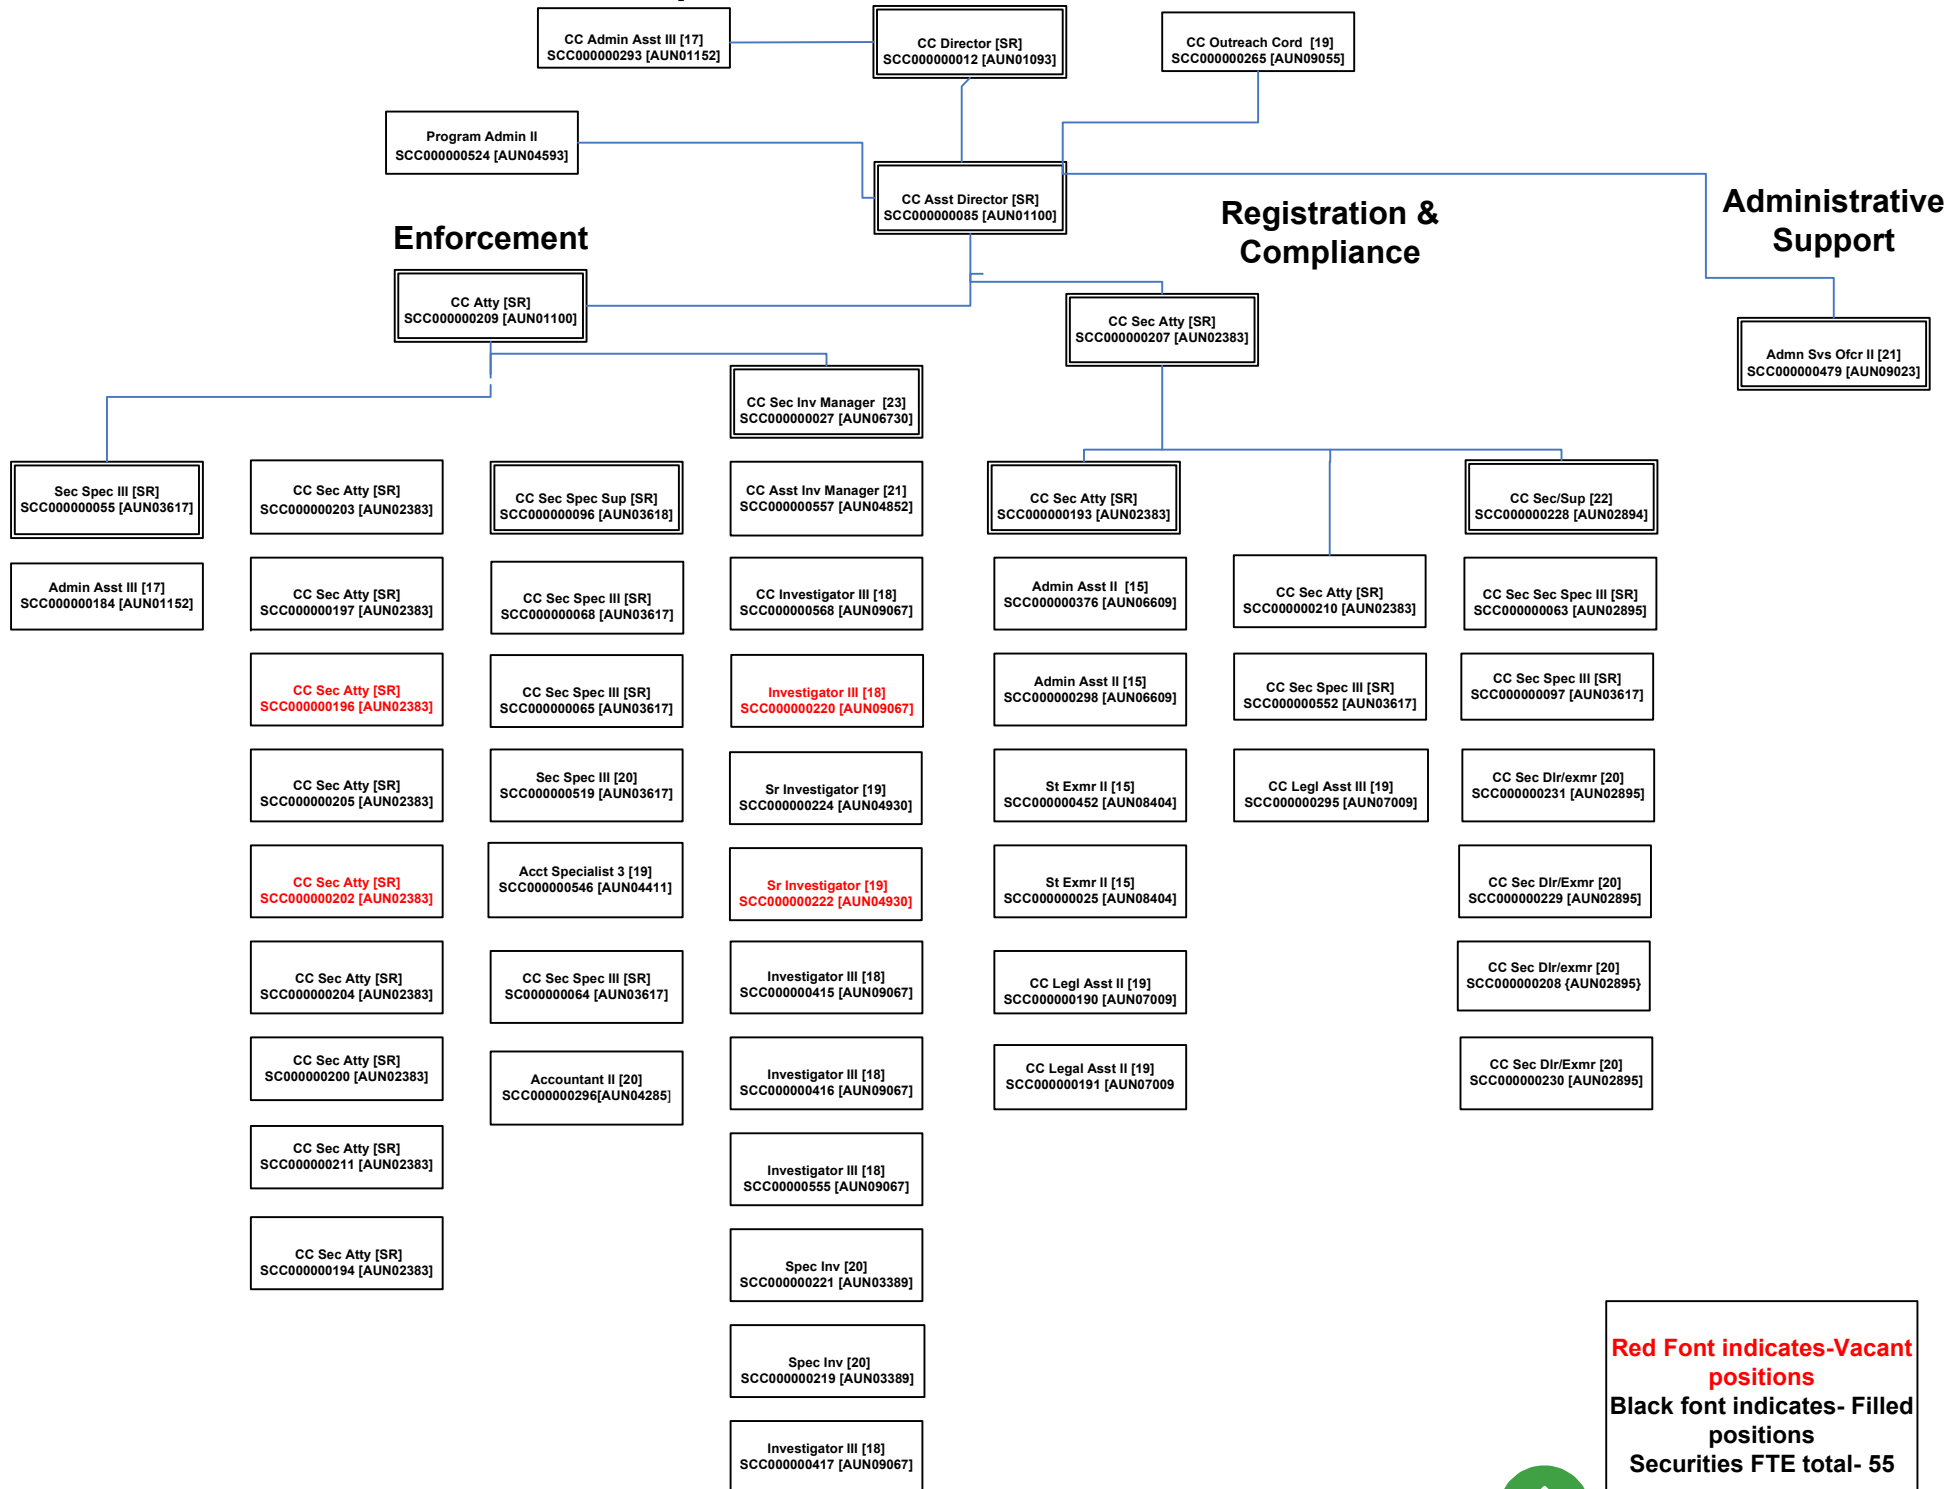 CC Admin Asst III [17]
SCC000000293 [AUN01152]
CC Director [SR]
SCC000000012 [AUN01093]
CC Outreach Cord [19]
SCC000000265 [AUN09055]
Program Admin II
SCC000000524 [AUN04593]
CC Asst Director [SR]
SCC000000085 [AUN01100]
Enforcement
Registration &
Compliance
Administrative
Support
CC Atty [SR]
SCC000000209 [AUN01100]
CC Sec Atty [SR]
SCC000000207 [AUN02383]
Admn Svs Ofcr II [21]
SCC000000479 [AUN09023]
CC Sec Inv Manager [23]
SCC000000027 [AUN06730]
Sec Spec III [SR]
SCC000000055 [AUN03617]
Admin Asst III [17]
SCC000000184 [AUN01152]
CC Sec Atty [SR]
SCC000000203 [AUN02383]
CC Sec Atty [SR]
SCC000000197 [AUN02383]
CC Sec Atty [SR]
SCC000000196 [AUN02383]
CC Sec Atty [SR]
SCC000000205 [AUN02383]
CC Sec Atty [SR]
SCC000000202 [AUN02383]
CC Sec Atty [SR]
SCC000000204 [AUN02383]
CC Sec Atty [SR]
SC000000200 [AUN02383]
CC Sec Atty [SR]
SCC000000211 [AUN02383]
CC Sec Atty [SR]
SCC000000194 [AUN02383]
CC Sec Spec Sup [SR]
SCC000000096 [AUN03618]
CC Sec Spec III [SR]
SCC000000068 [AUN03617]
CC Sec Spec III [SR]
SCC000000065 [AUN03617]
Sec Spec III [20]
SCC000000519 [AUN03617]
Acct Specialist 3 [19]
SCC000000546 [AUN04411]
CC Sec Spec III [SR]
SC000000064 [AUN03617]
Accountant II [20]
SCC000000296[AUN04285]
CC Asst Inv Manager [21]
SCC000000557 [AUN04852]
CC Investigator III [18]
SCC000000568 [AUN09067]
Investigator III [18]
SCC000000220 [AUN09067]
Sr Investigator [19]
SCC000000224 [AUN04930]
Sr Investigator [19]
SCC000000222 [AUN04930]
Investigator III [18]
SCC000000415 [AUN09067]
Investigator III [18]
SCC000000416 [AUN09067]
Investigator III [18]
SCC00000555 [AUN09067]
Spec Inv [20]
SCC000000221 [AUN03389]
Spec Inv [20]
SCC000000219 [AUN03389]
Investigator III [18]
SCC000000417 [AUN09067]
CC Sec Atty [SR]
SCC000000193 [AUN02383]
Admin Asst II [15]
SCC000000376 [AUN06609]
Admin Asst II [15]
SCC000000298 [AUN06609]
St Exmr II [15]
SCC000000452 [AUN08404]
St Exmr II [15]
SCC000000025 [AUN08404]
CC Legl Asst II [19]
SCC000000190 [AUN07009]
CC Legal Asst II [19]
SCC000000191 [AUN07009
CC Sec Atty [SR]
SCC000000210 [AUN02383]
CC Sec Spec III [SR]
SCC000000552 [AUN03617]
CC Legl Asst III [19]
SCC000000295 [AUN07009]
CC Sec/Sup [22]
SCC000000228 [AUN02894]
CC Sec Sec Spec III [SR]
SCC000000063 [AUN02895]
CC Sec Spec III [SR]
SCC000000097 [AUN03617]
CC Sec Dlr/exmr [20]
SCC000000231 [AUN02895]
CC Sec Dlr/Exmr [20]
SCC000000229 [AUN02895]
CC Sec Dlr/exmr [20]
SCC000000208 {AUN02895}
CC Sec Dlr/Exmr [20]
SCC000000230 [AUN02895]
Red Font indicates-Vacant
positions
Black font indicates- Filled
positions
Securities FTE total- 55